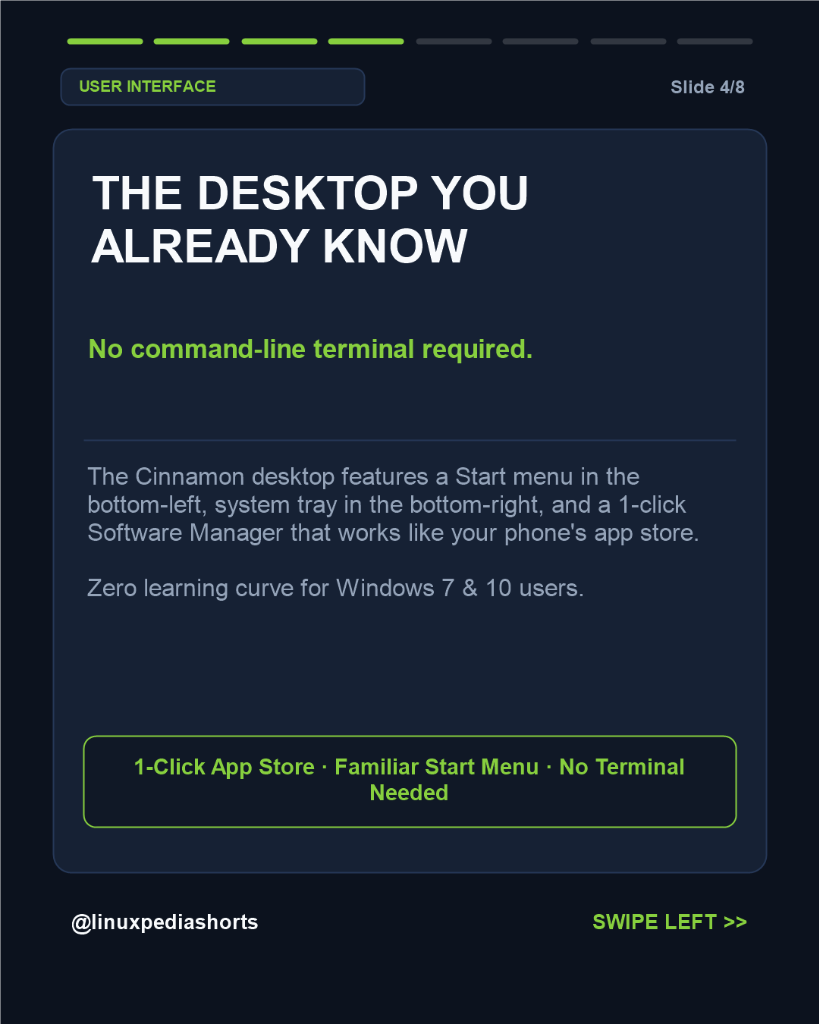 USER INTERFACE
Slide 4/8
THE DESKTOP YOU
ALREADY KNOW
No command-line terminal required.
The Cinnamon desktop features a Start menu in the
bottom-left, system tray in the bottom-right, and a 1-click
Software Manager that works like your phone's app store.
Zero learning curve for Windows 7 & 10 users.
1-Click App Store · Familiar Start Menu · No Terminal
Needed
@linuxpediashorts
SWIPE LEFT >>